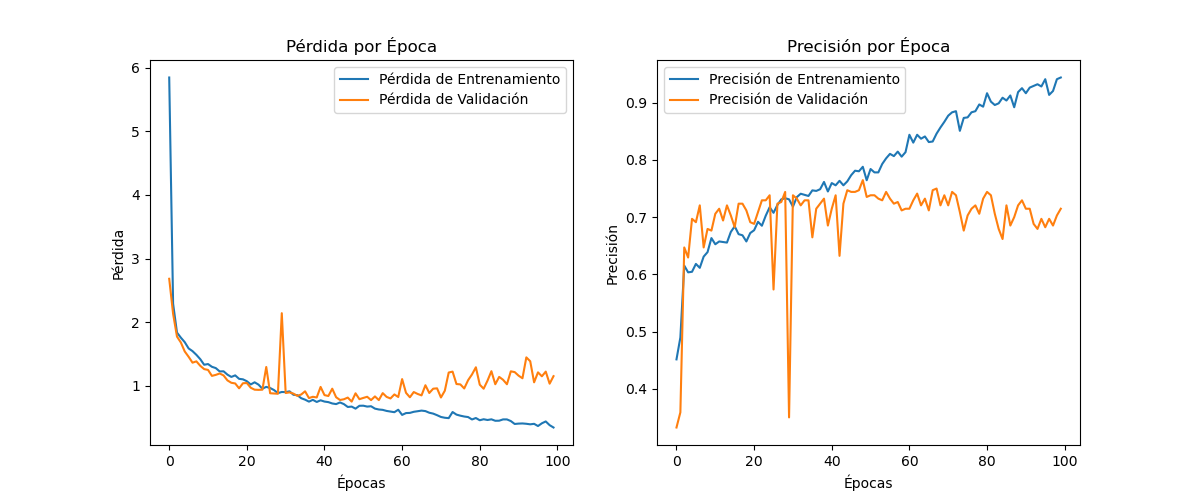 Pérdida por Época
6
5
4
3
2
1
Pérdida
0
20
40
60
80
100
Épocas
Pérdida de Entrenamiento
Pérdida de Validación
Precisión por Época
0.9
0.8
0.7
0.6
0.5
0.4
Precisión
0
20
40
60
80
100
Épocas
Precisión de Entrenamiento
Precisión de Validación